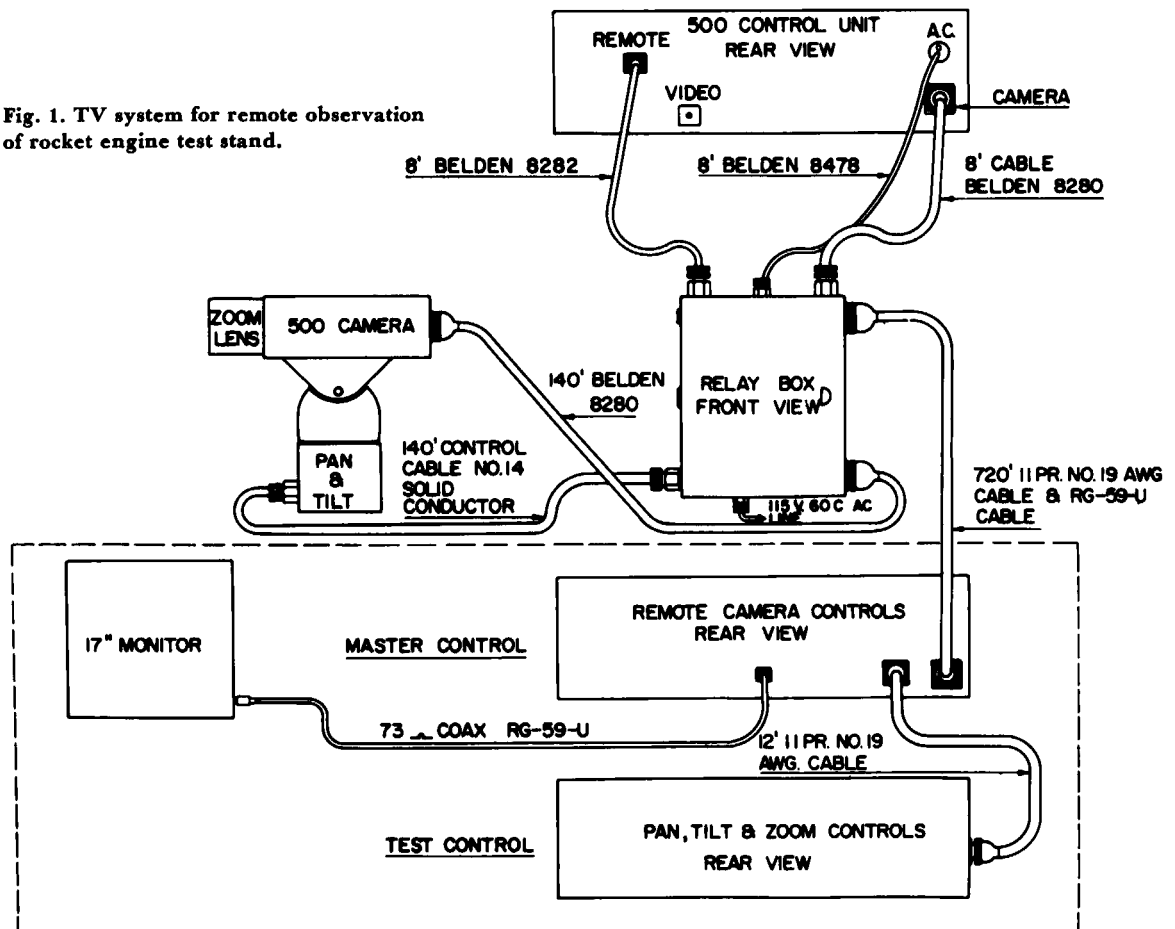 Fig. 1. TV system for remote observation
of rocket engine test stand.
500 CONTROL UNIT
REAR VIEW
REMOTE
A.C.
VIDEO
CAMERA
8' BELDEN 8282
8' BELDEN 8478
8' CABLE
BELDEN 8280
ZOOM
LENS
500 CAMERA
PAN
&
TILT
140' BELDEN
8280
140' CONTROL
CABLE NO.14
SOLID
CONDUCTOR
RELAY BOX
FRONT VIEW
115 V. 60 C AC
LINE
720' 11 PR. NO. 19 AWG
CABLE & RG-59-U
CABLE
17" MONITOR
MASTER CONTROL
REMOTE CAMERA CONTROLS
REAR VIEW
73 COAX RG-59-U
12' 11 PR. NO. 19
AWG. CABLE
TEST CONTROL
PAN, TILT & ZOOM CONTROLS
REAR VIEW